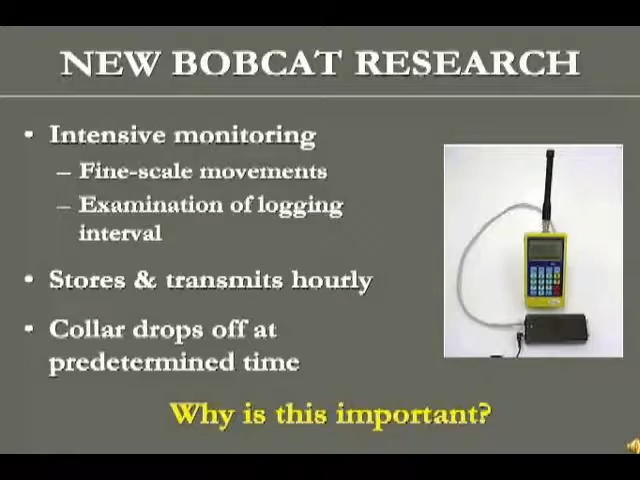 NEW BOBCAT RESEARCH
• Intensive monitoring
– Fine-scale movements
– Examination of logging
interval
• Stores & transmits hourly
• Collar drops off at
predetermined time
Why is this important?